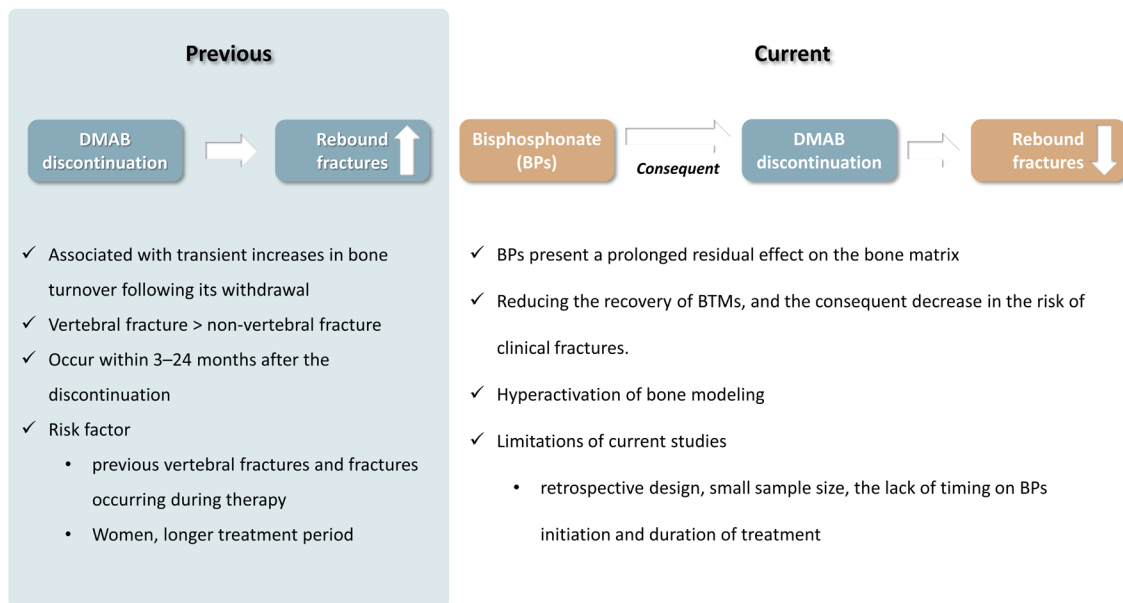 Previous
DMAB
discontinuation
Rebound
fractures
✓ Associated with transient increases in bone
turnover following its withdrawal
✓ Vertebral fracture > non-vertebral fracture
✓ Occur within 3–24 months after the
discontinuation
✓ Risk factor
• previous vertebral fractures and fractures
occurring during therapy
• Women, longer treatment period
Current
Bisphosphonate
(BPs)
Consequent
DMAB
discontinuation
Rebound
fractures
✓ BPs present a prolonged residual effect on the bone matrix
✓ Reducing the recovery of BTMs, and the consequent decrease in the risk of
clinical fractures.
✓ Hyperactivation of bone modeling
✓ Limitations of current studies
• retrospective design, small sample size, the lack of timing on BPs
initiation and duration of treatment